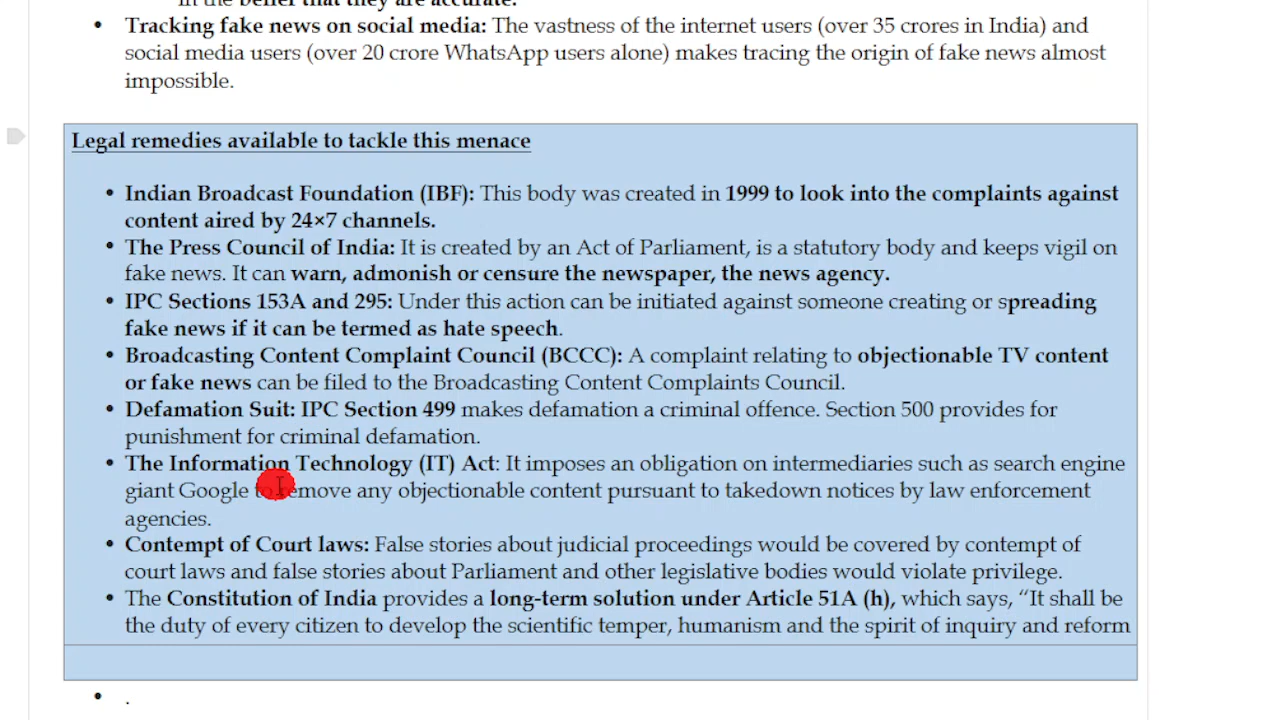 in the belief that they are accurate.
• Tracking fake news on social media: The vastness of the internet users (over 35 crores in India) and
social media users (over 20 crore WhatsApp users alone) makes tracing the origin of fake news almost
impossible.
Legal remedies available to tackle this menace
• Indian Broadcast Foundation (IBF): This body was created in 1999 to look into the complaints against
content aired by 24×7 channels.
• The Press Council of India: It is created by an Act of Parliament, is a statutory body and keeps vigil on
fake news. It can warn, admonish or censure the newspaper, the news agency.
• IPC Sections 153A and 295: Under this action can be initiated against someone creating or spreading
fake news if it can be termed as hate speech.
• Broadcasting Content Complaint Council (BCCC): A complaint relating to objectionable TV content
or fake news can be filed to the Broadcasting Content Complaints Council.
• Defamation Suit: IPC Section 499 makes defamation a criminal offence. Section 500 provides for
punishment for criminal defamation.
• The Information Technology (IT) Act: It imposes an obligation on intermediaries such as search engine
giant Google to remove any objectionable content pursuant to takedown notices by law enforcement
agencies.
• Contempt of Court laws: False stories about judicial proceedings would be covered by contempt of
court laws and false stories about Parliament and other legislative bodies would violate privilege.
• The Constitution of India provides a long-term solution under Article 51A (h), which says, “It shall be
the duty of every citizen to develop the scientific temper, humanism and the spirit of inquiry and reform
• .